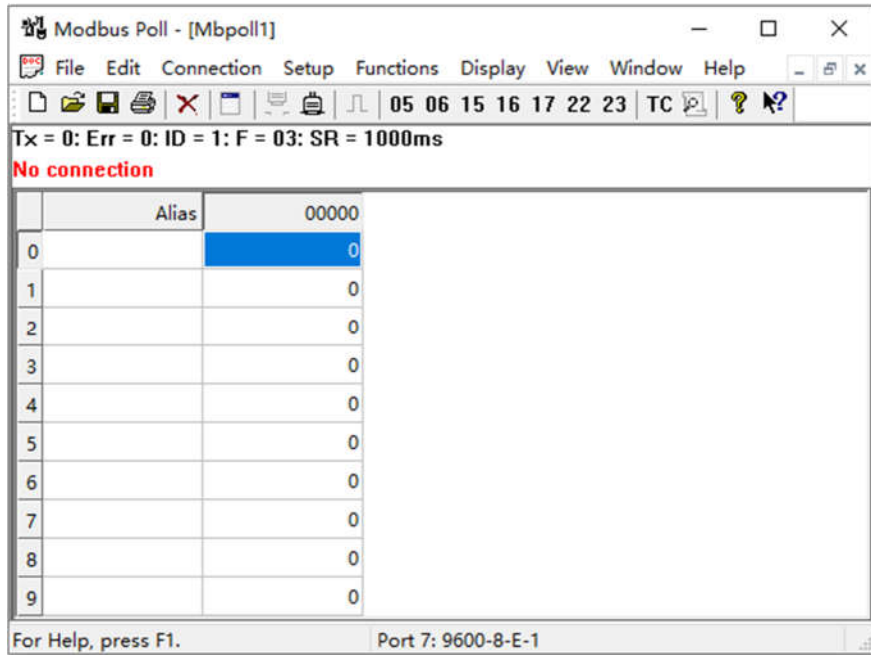 Modbus Poll - [Mbpoll1]
File Edit Connection Setup Functions Display View Window Help
05 06 15 16 17 22 23 TC
Tx = 0: Err = 0: ID = 1: F = 03: SR = 1000ms
No connection
Alias 00000
0 0
1 0
2 0
3 0
4 0
5 0
6 0
7 0
8 0
9 0
For Help, press F1. Port 7: 9600-8-E-1